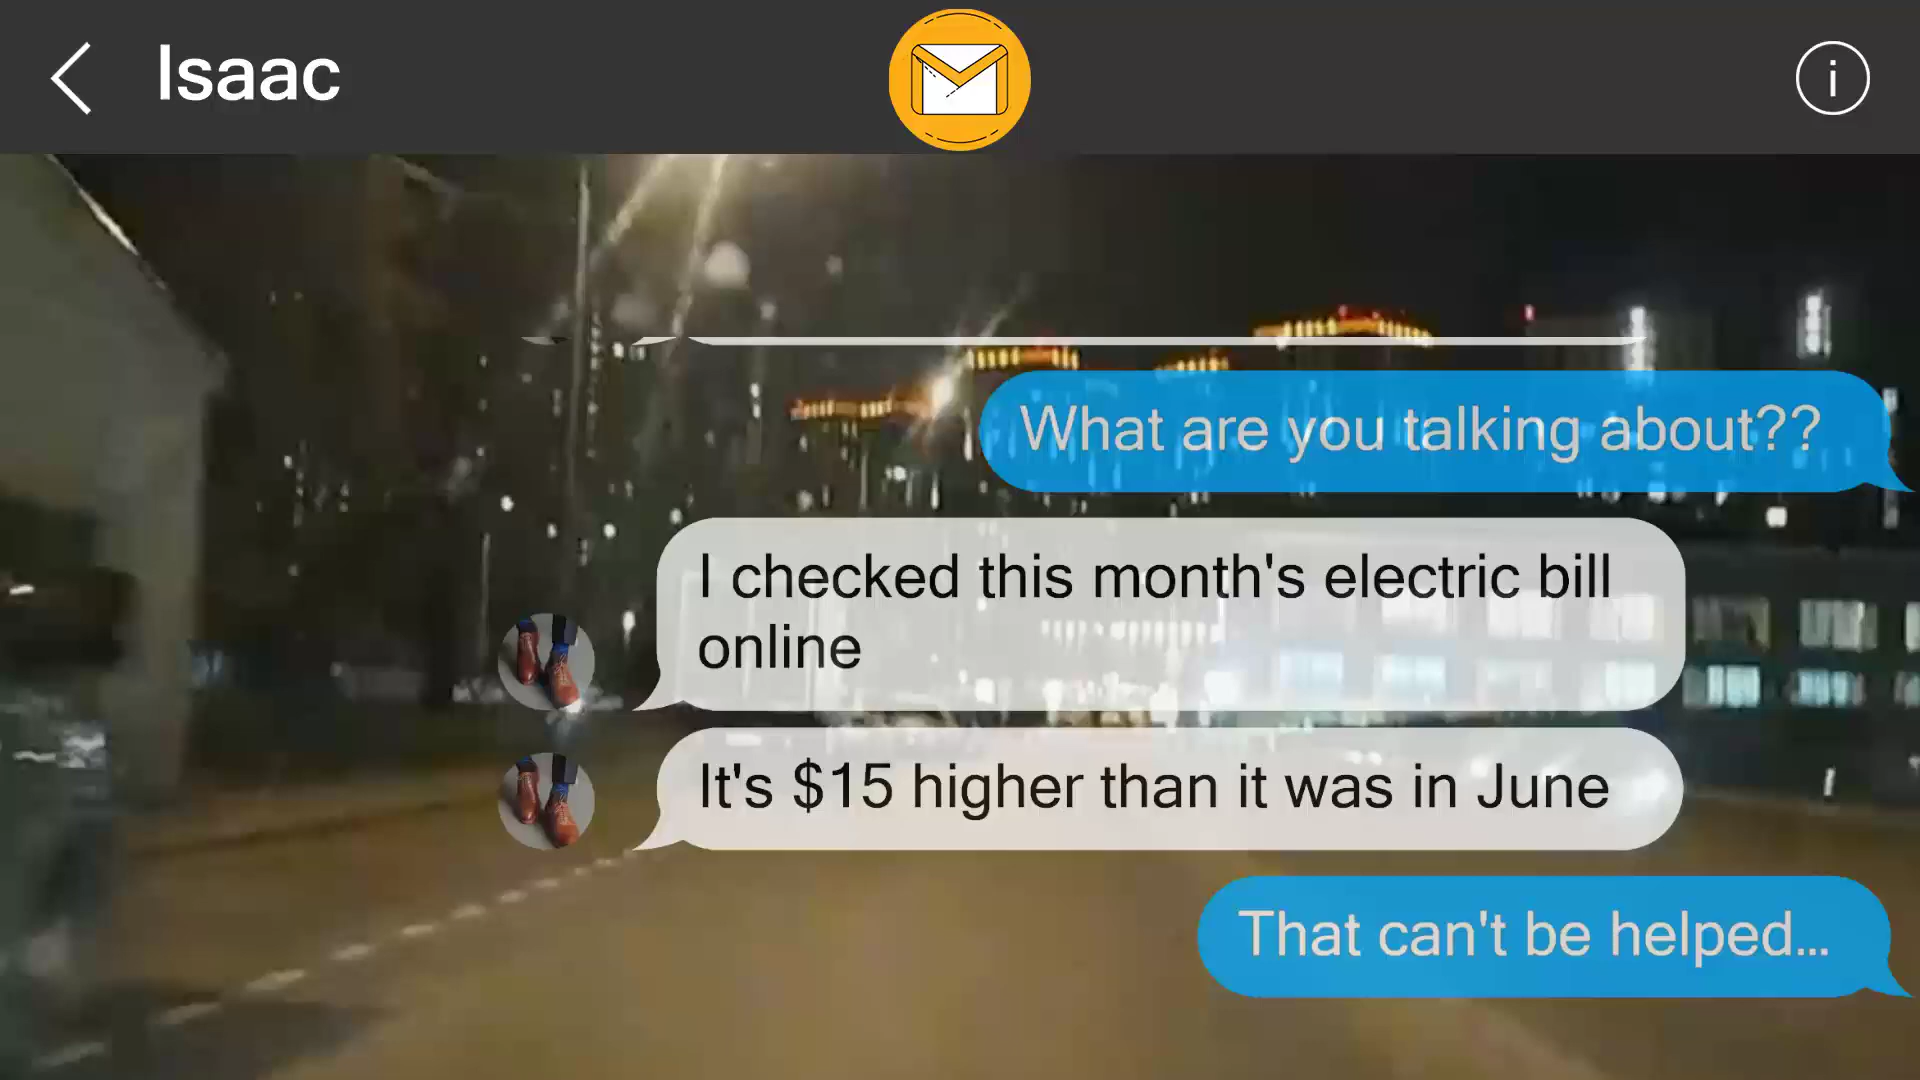 Isaac
What are you talking about??
I checked this month's electric bill
online
It's $15 higher than it was in June
That can't be helped...